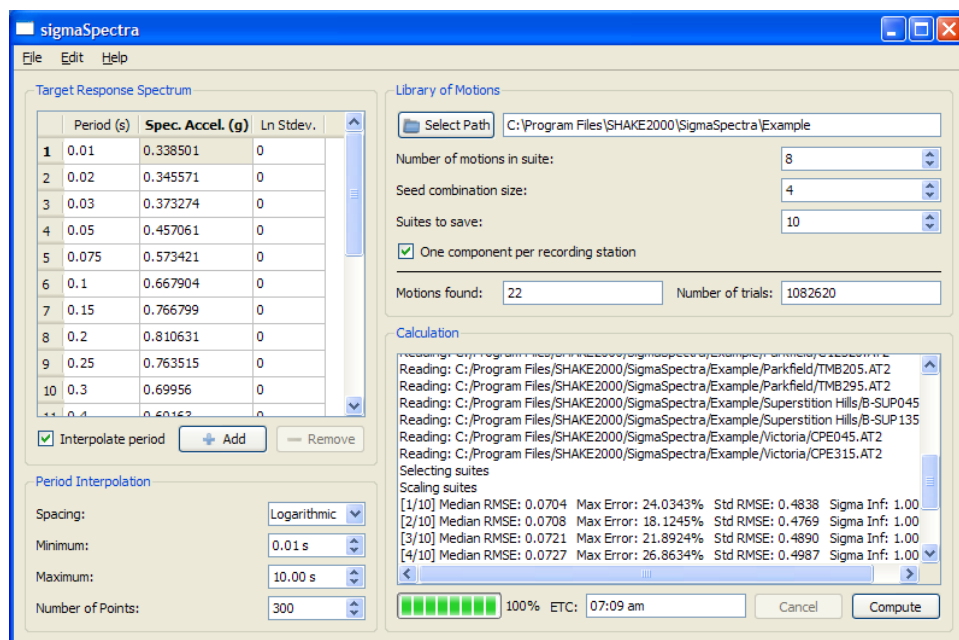 sigmaSpectra
File Edit Help
Target Response Spectrum
Period (s) Spec. Accel. (g) Ln Stdev.
1 0.01 0.338501 0
2 0.02 0.345571 0
3 0.03 0.373274 0
4 0.05 0.457061 0
5 0.075 0.573421 0
6 0.1 0.667904 0
7 0.15 0.766799 0
8 0.2 0.810631 0
9 0.25 0.763515 0
10 0.3 0.69956 0
Interpolate period Add Remove
Period Interpolation
Spacing: Logarithmic
Minimum: 0.01 s
Maximum: 10.00 s
Number of Points: 300
Library of Motions
Select Path C:\Program Files\SHAKE2000\SigmaSpectra\Example
Number of motions in suite: 8
Seed combination size: 4
Suites to save: 10
One component per recording station
Motions found: 22 Number of trials: 1082620
Calculation
Reading: C:/Program Files/SHAKE2000/SigmaSpectra/Example/Parkfield/TMB205.AT2
Reading: C:/Program Files/SHAKE2000/SigmaSpectra/Example/Parkfield/TMB295.AT2
Reading: C:/Program Files/SHAKE2000/SigmaSpectra/Example/Superstition Hills/B-SUP045
Reading: C:/Program Files/SHAKE2000/SigmaSpectra/Example/Superstition Hills/B-SUP135
Reading: C:/Program Files/SHAKE2000/SigmaSpectra/Example/Victoria/CPE045.AT2
Reading: C:/Program Files/SHAKE2000/SigmaSpectra/Example/Victoria/CPE315.AT2
Selecting suites
Scaling suites
[1/10] Median RMSE: 0.0704 Max Error: 24.0343% Std RMSE: 0.4838 Sigma Inf: 1.00
[2/10] Median RMSE: 0.0708 Max Error: 18.1245% Std RMSE: 0.4769 Sigma Inf: 1.00
[3/10] Median RMSE: 0.0721 Max Error: 21.8924% Std RMSE: 0.4890 Sigma Inf: 1.00
[4/10] Median RMSE: 0.0727 Max Error: 26.8634% Std RMSE: 0.4987 Sigma Inf: 1.00
100% ETC: 07:09 am Cancel Compute